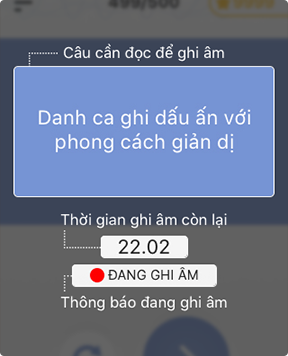 499/500
Câu cần đọc để ghi âm
Danh ca ghi dấu ấn với
phong cách giản dị
Thời gian ghi âm còn lại
22.02
ĐANG GHI ÂM
Thông báo đang ghi âm